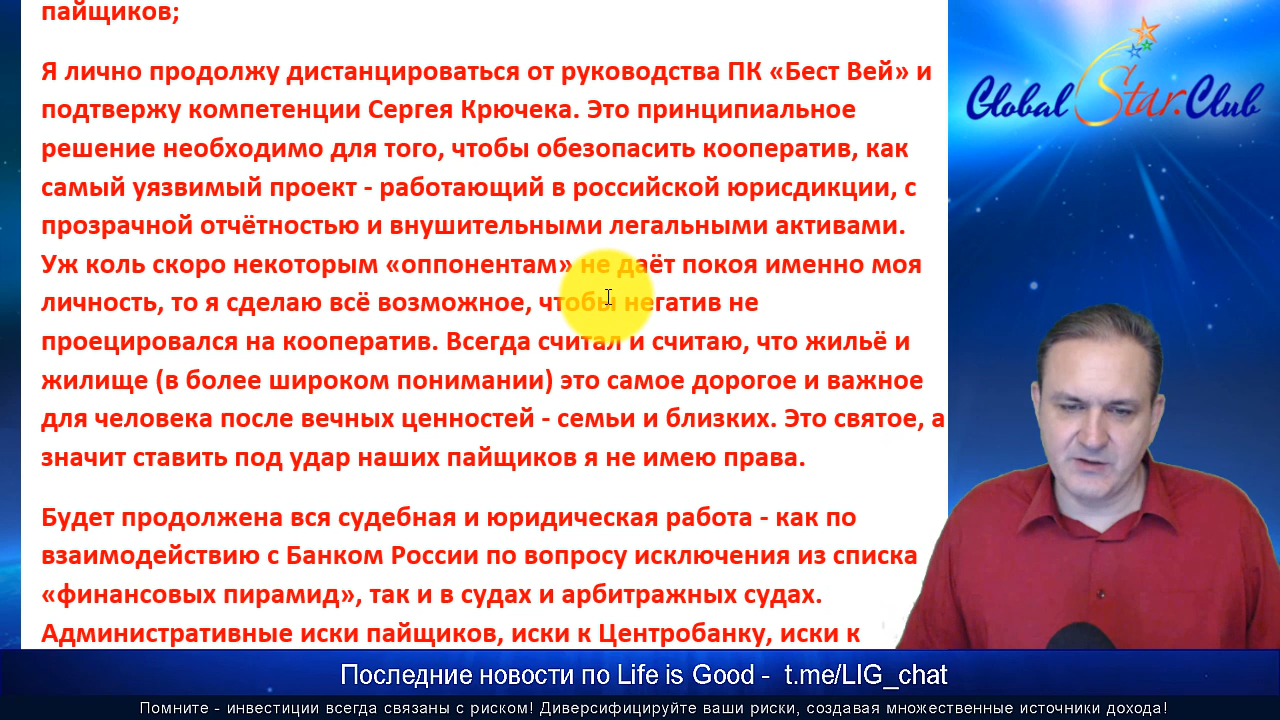 пайщиков;
Я лично продолжу дистанцироваться от руководства ПК «Бест Вей» и
подтвержу компетенции Сергея Крючека. Это принципиальное
решение необходимо для того, чтобы обезопасить кооператив, как
самый уязвимый проект - работающий в российской юрисдикции, с
прозрачной отчётностью и внушительными легальными активами.
Уж коль скоро некоторым «оппонентам» не даёт покоя именно моя
личность, то я сделаю всё возможное, чтобы негатив не
проецировался на кооператив. Всегда считал и считаю, что жильё и
жилище (в более широком понимании) это самое дорогое и важное
для человека после вечных ценностей - семьи и близких. Это святое, а
значит ставить под удар наших пайщиков я не имею права.
Будет продолжена вся судебная и юридическая работа - как по
взаимодействию с Банком России по вопросу исключения из списка
«финансовых пирамид», так и в судах и арбитражных судах.
Административные иски пайщиков, иски к Центробанку, иски к
Global Star.Club
Последние новости по Life is Good - t.me/LIG_chat
Помните - инвестиции всегда связаны с риском! Диверсифицируйте ваши риски, создавая множественные источники дохода!